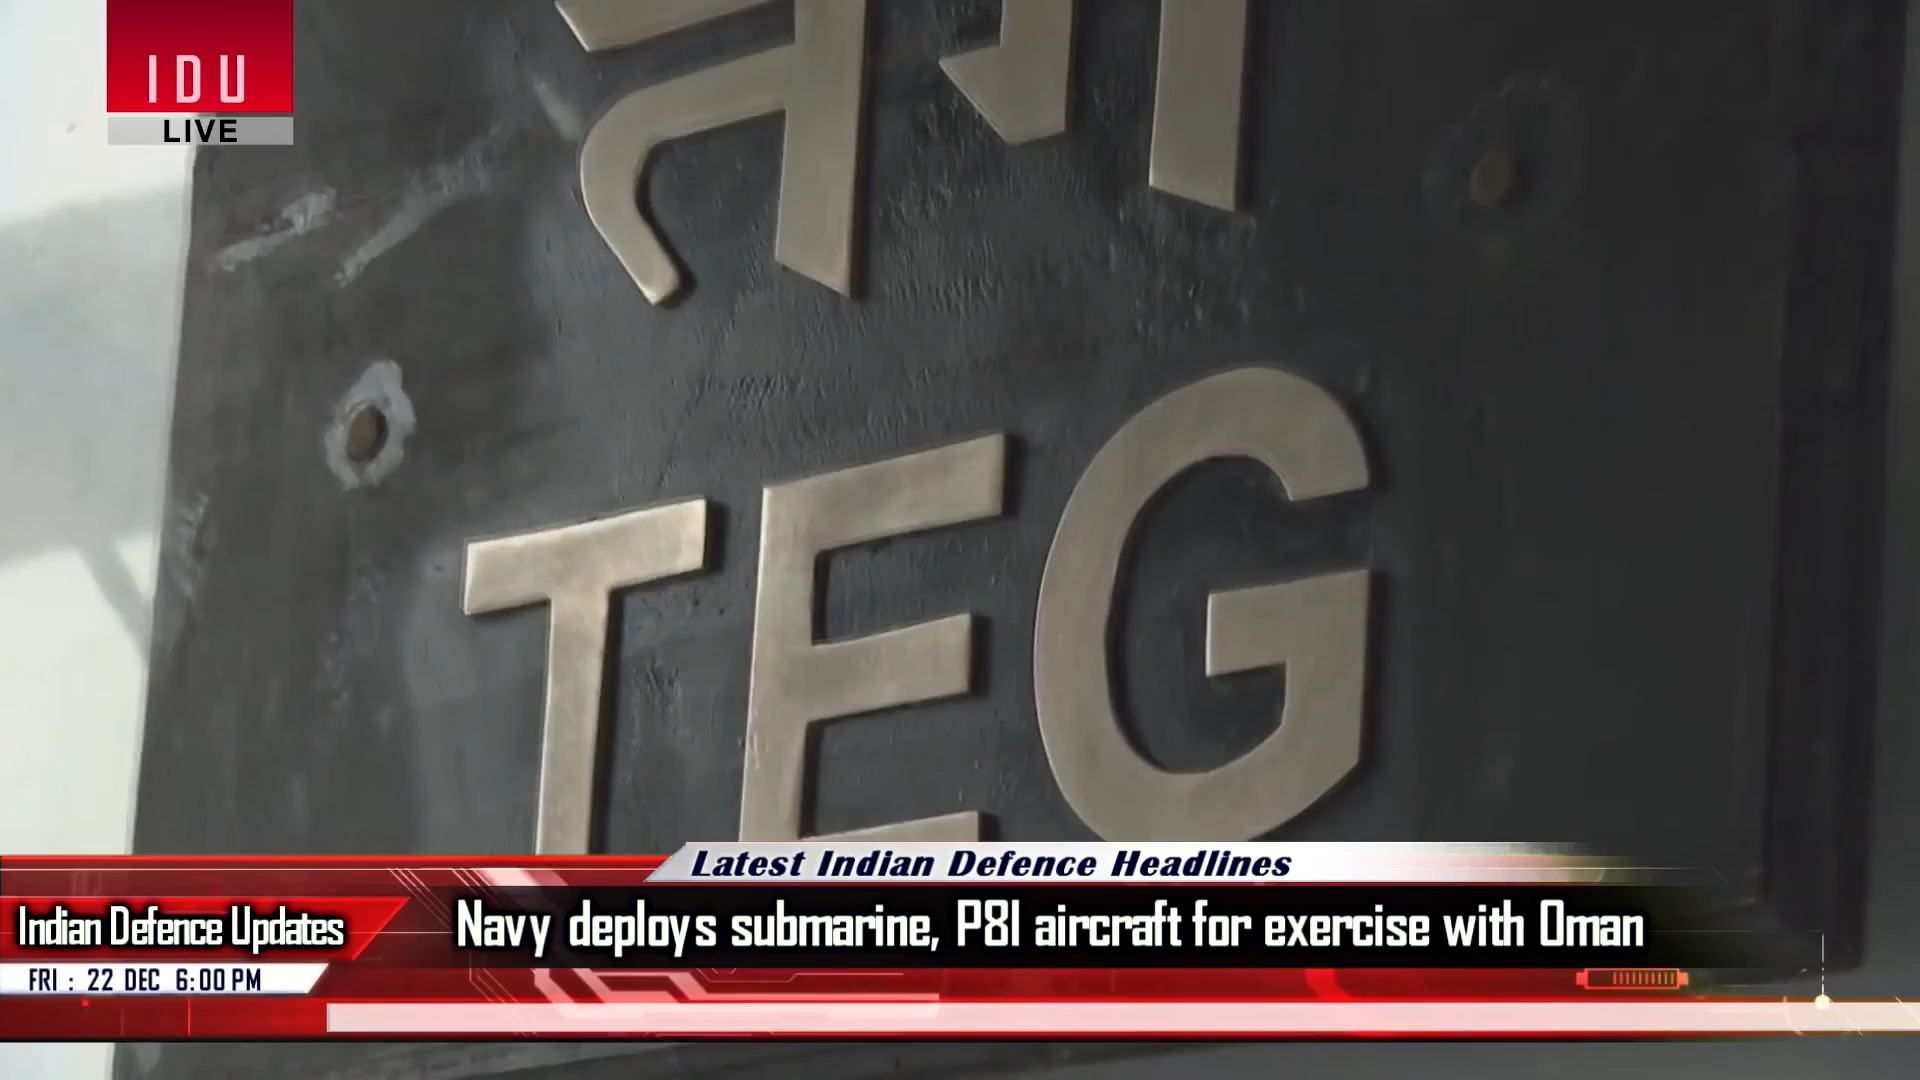 IDU
LIVE
तेग
TEG
Latest Indian Defence Headlines
Indian Defence Updates
Navy deploys submarine, P8I aircraft for exercise with Oman
FRI : 22 DEC 6:00 PM